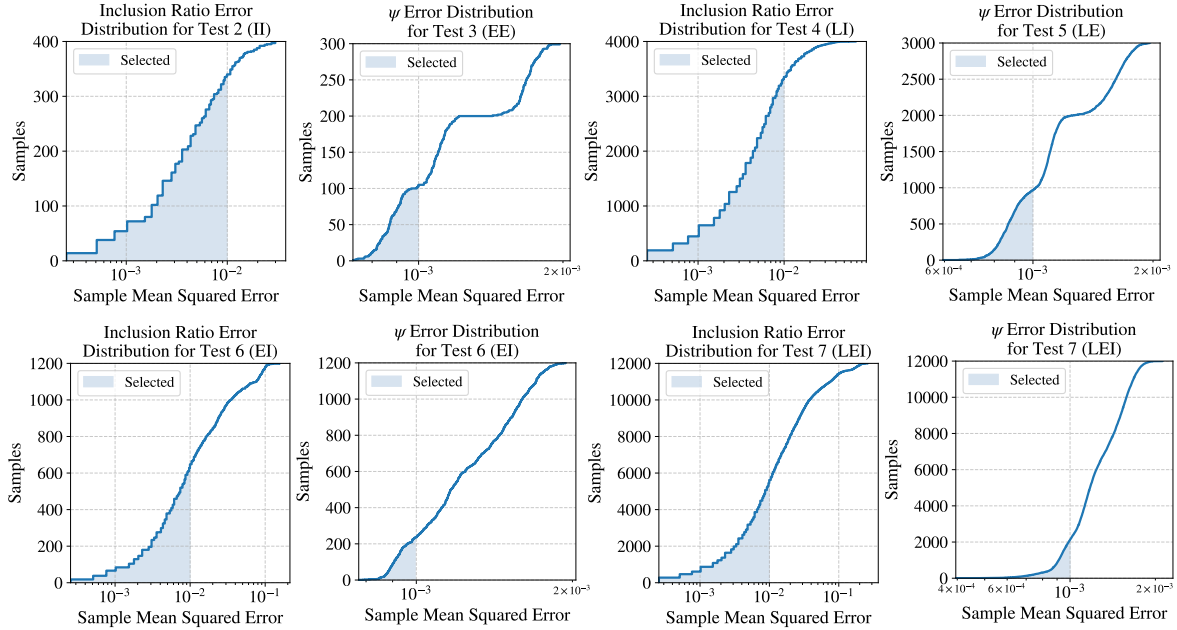 Inclusion Ratio Error
Distribution for Test 2 (II)
400
300
200
100
0
Samples
Selected
10⁻³
10⁻²
Sample Mean Squared Error
ψ Error Distribution
for Test 3 (EE)
300
250
200
150
100
50
0
Samples
Selected
10⁻³
2×10⁻³
Sample Mean Squared Error
Inclusion Ratio Error
Distribution for Test 4 (LI)
4000
3000
2000
1000
0
Samples
Selected
10⁻³
10⁻²
Sample Mean Squared Error
ψ Error Distribution
for Test 5 (LE)
3000
2500
2000
1500
1000
500
0
Samples
Selected
6×10⁻⁴
10⁻³
2×10⁻³
Sample Mean Squared Error
Inclusion Ratio Error
Distribution for Test 6 (EI)
1200
1000
800
600
400
200
0
Samples
Selected
10⁻³
10⁻²
10⁻¹
Sample Mean Squared Error
ψ Error Distribution
for Test 6 (EI)
1200
1000
800
600
400
200
0
Samples
Selected
10⁻³
2×10⁻³
Sample Mean Squared Error
Inclusion Ratio Error
Distribution for Test 7 (LEI)
12000
10000
8000
6000
4000
2000
0
Samples
Selected
10⁻³
10⁻²
10⁻¹
Sample Mean Squared Error
ψ Error Distribution
for Test 7 (LEI)
12000
10000
8000
6000
4000
2000
0
Samples
Selected
4×10⁻⁴
6×10⁻⁴
10⁻³
2×10⁻³
Sample Mean Squared Error